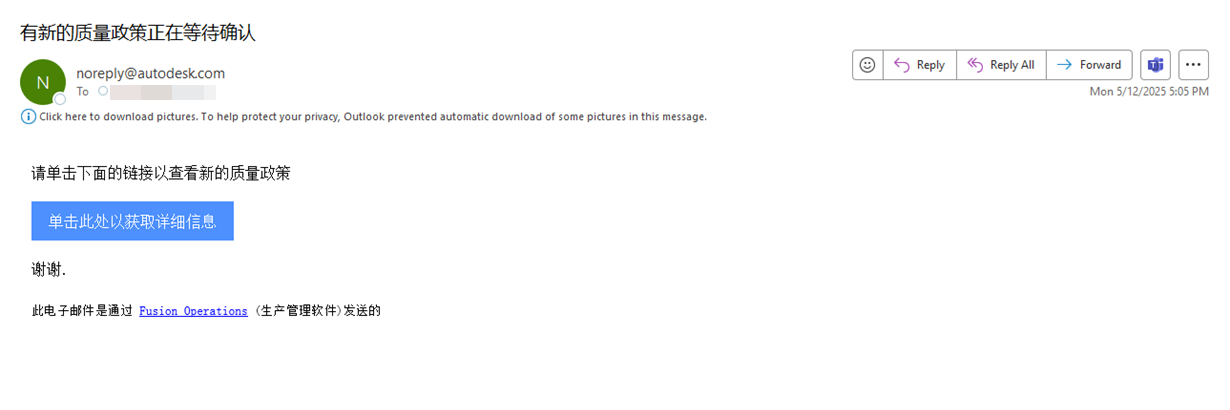 有新的质量政策正在等待确认
N
noreply@autodesk.com
To
Reply
Reply All
Forward
Mon 5/12/2025 5:05 PM
Click here to download pictures. To help protect your privacy, Outlook prevented automatic download of some pictures in this message.
请单击下面的链接以查看新的质量政策
单击此处以获取详细信息
谢谢.
此电子邮件是通过 Fusion Operations (生产管理软件)发送的